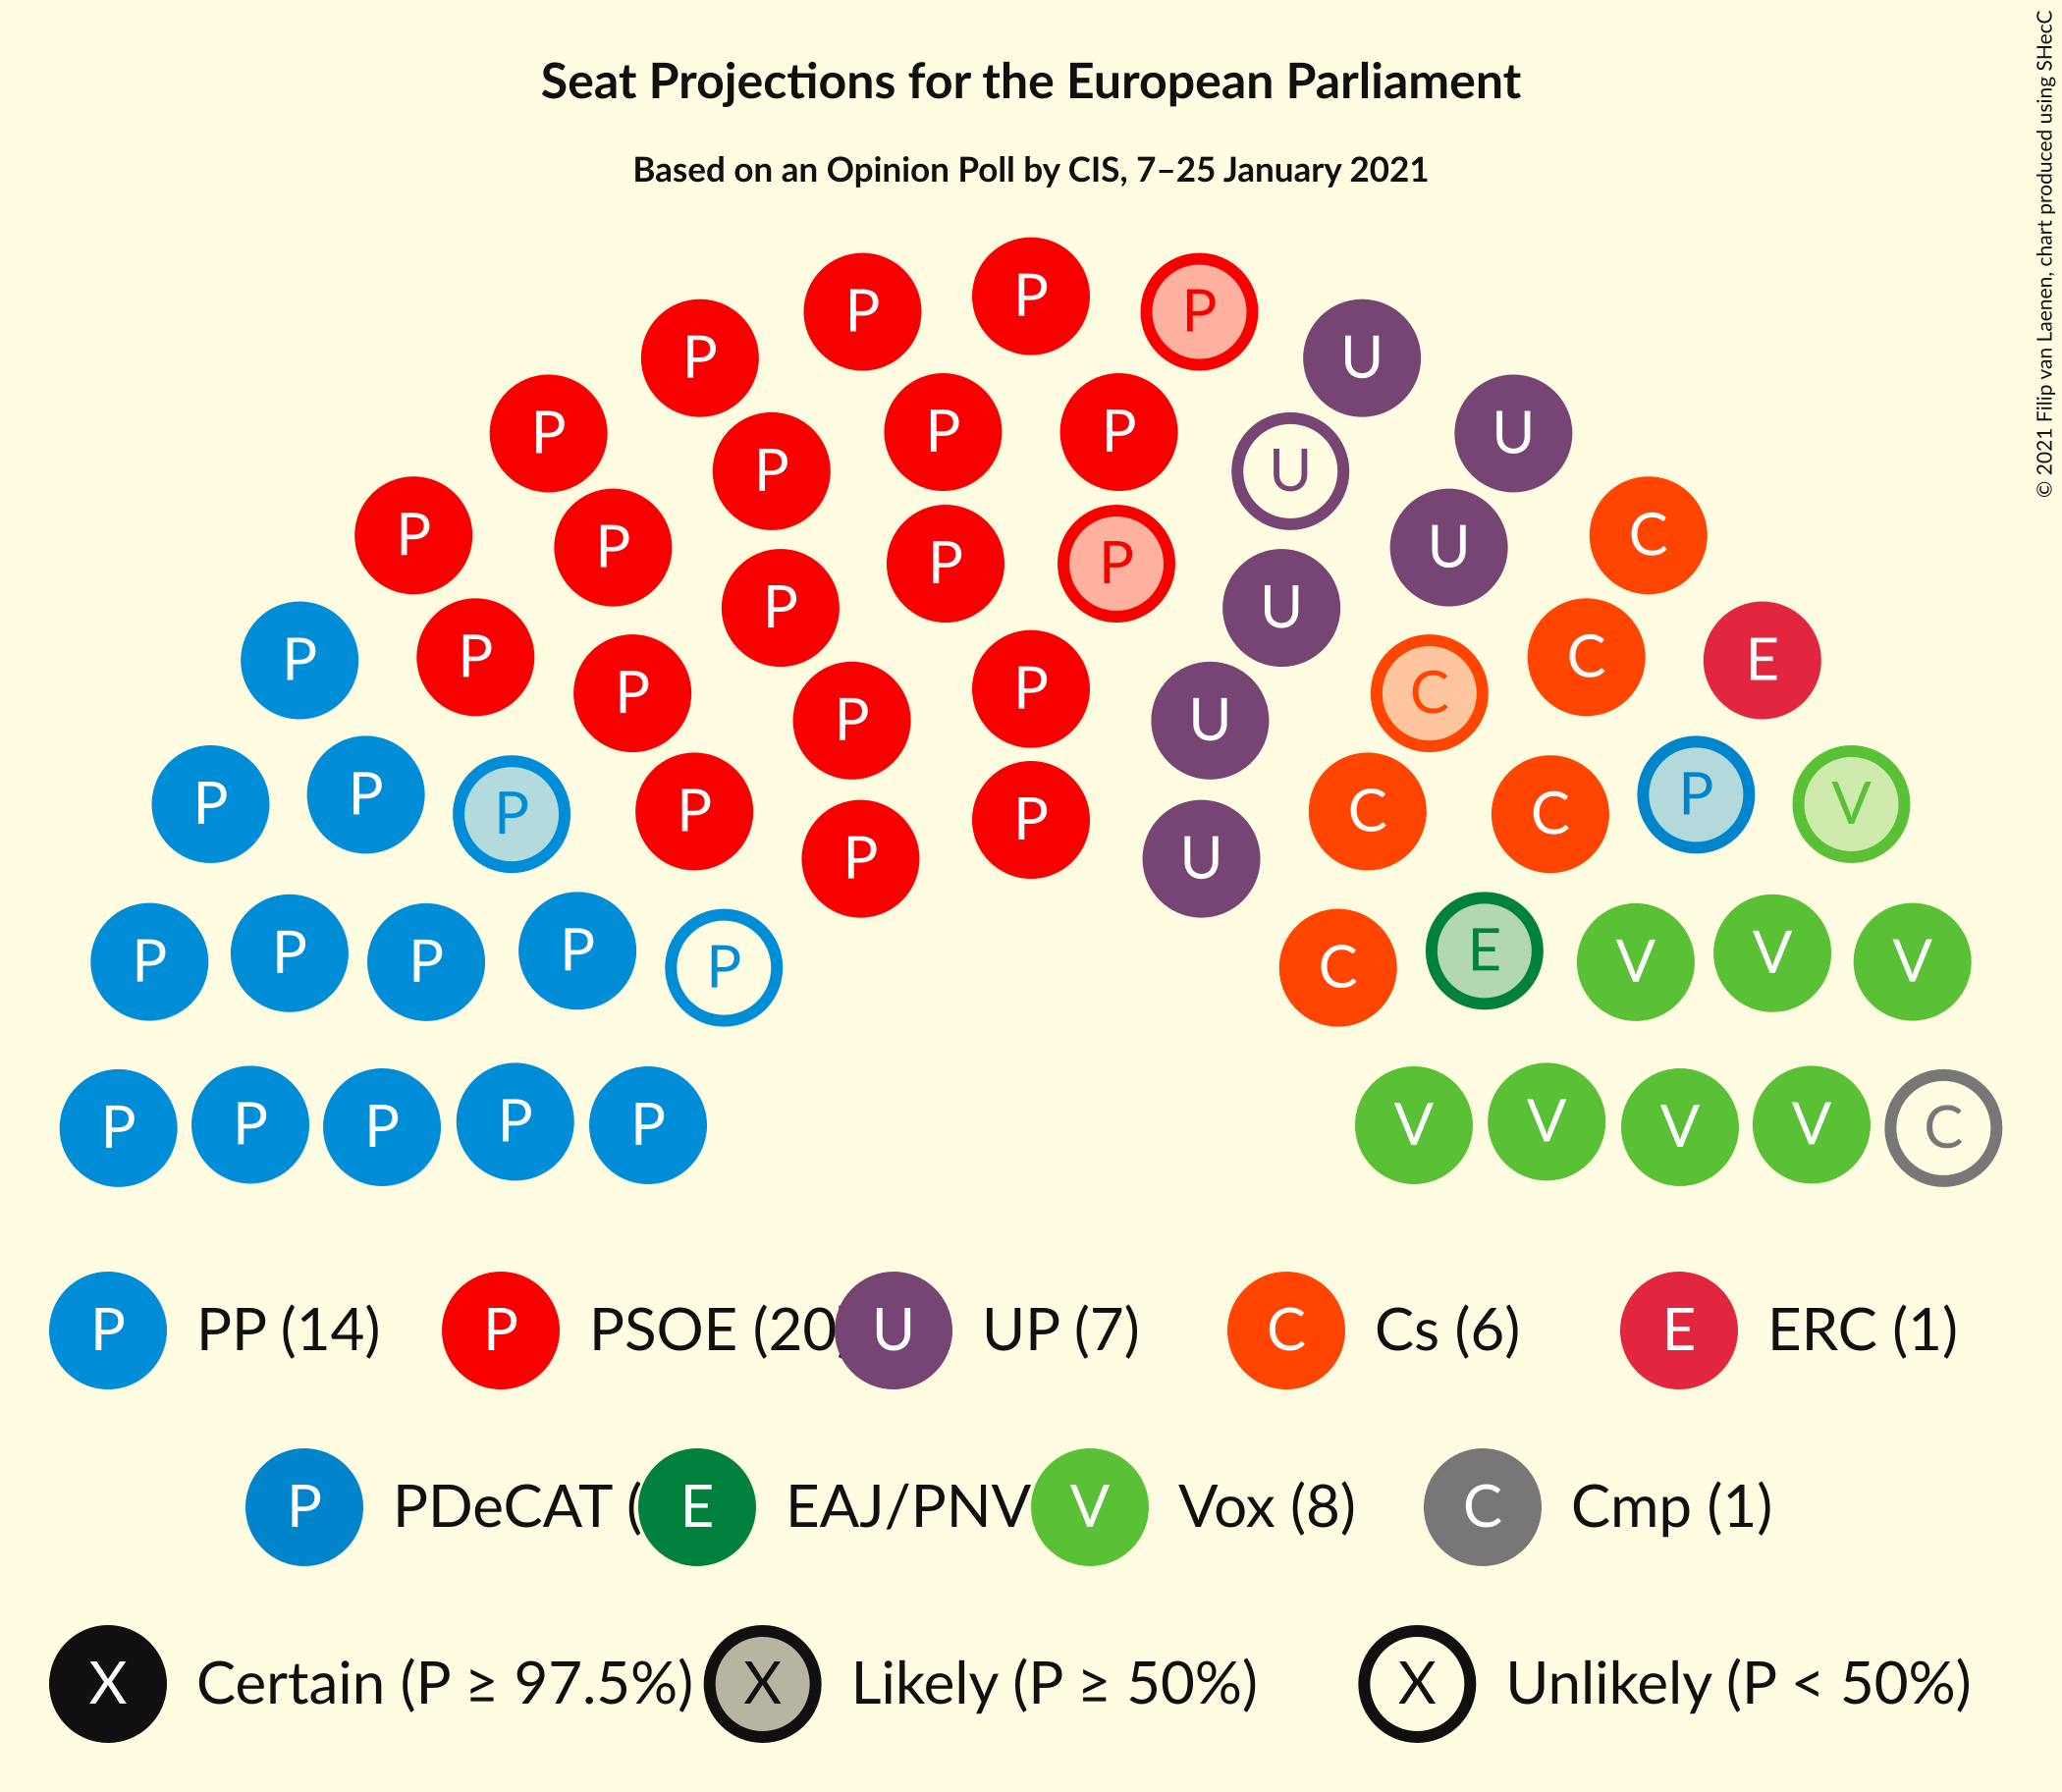 © 2021 Filip van Laenen, chart produced using SHecC
Seat Projections for the European Parliament
Based on an Opinion Poll by CIS, 7–25 January 2021
P
P P
P U
P P P U
P U
P C
P U
P P
P U
P P C E
P P C
P U
P P P P P C C P V
P U
P P P P P C E V V V
P P P P P V V V V C
P PP (14) P PSOE (20 U UP (7) C Cs (6) E ERC (1)
P PDeCAT ( E EAJ/PNV V Vox (8) C Cmp (1)
X Certain (P ≥ 97.5%) X Likely (P ≥ 50%) X Unlikely (P < 50%)